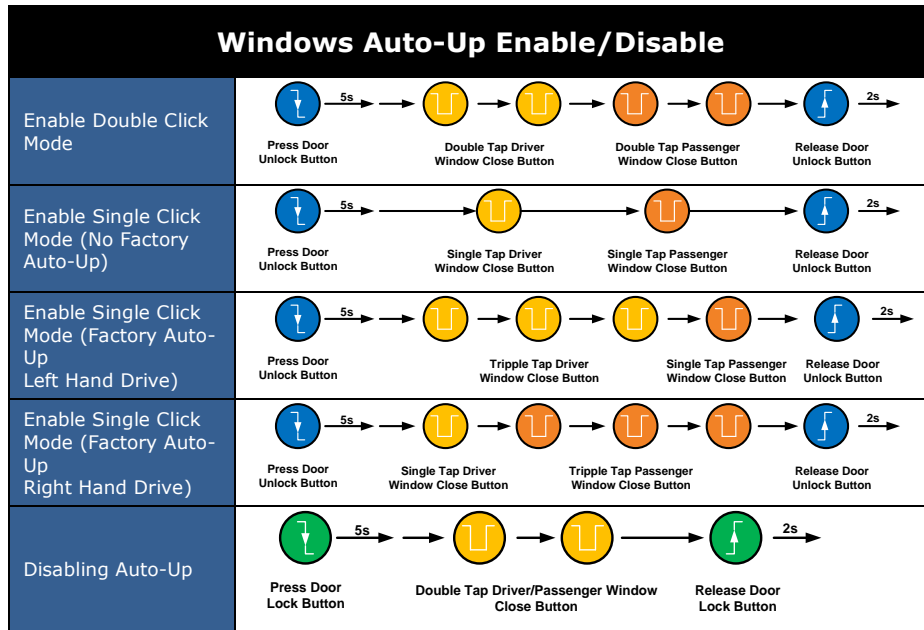 Windows Auto-Up Enable/Disable
Enable Double Click
Mode
5s
2s
Press Door
Unlock Button
Double Tap Driver
Window Close Button
Double Tap Passenger
Window Close Button
Release Door
Unlock Button
Enable Single Click
Mode (No Factory
Auto-Up)
5s
2s
Press Door
Unlock Button
Single Tap Driver
Window Close Button
Single Tap Passenger
Window Close Button
Release Door
Unlock Button
Enable Single Click
Mode (Factory Auto-
Up
Left Hand Drive)
5s
2s
Press Door
Unlock Button
Tripple Tap Driver
Window Close Button
Single Tap Passenger
Window Close Button
Release Door
Unlock Button
Enable Single Click
Mode (Factory Auto-
Up
Right Hand Drive)
5s
2s
Press Door
Unlock Button
Single Tap Driver
Window Close Button
Tripple Tap Passenger
Window Close Button
Release Door
Unlock Button
Disabling Auto-Up
5s
2s
Press Door
Lock Button
Double Tap Driver/Passenger Window
Close Button
Release Door
Lock Button